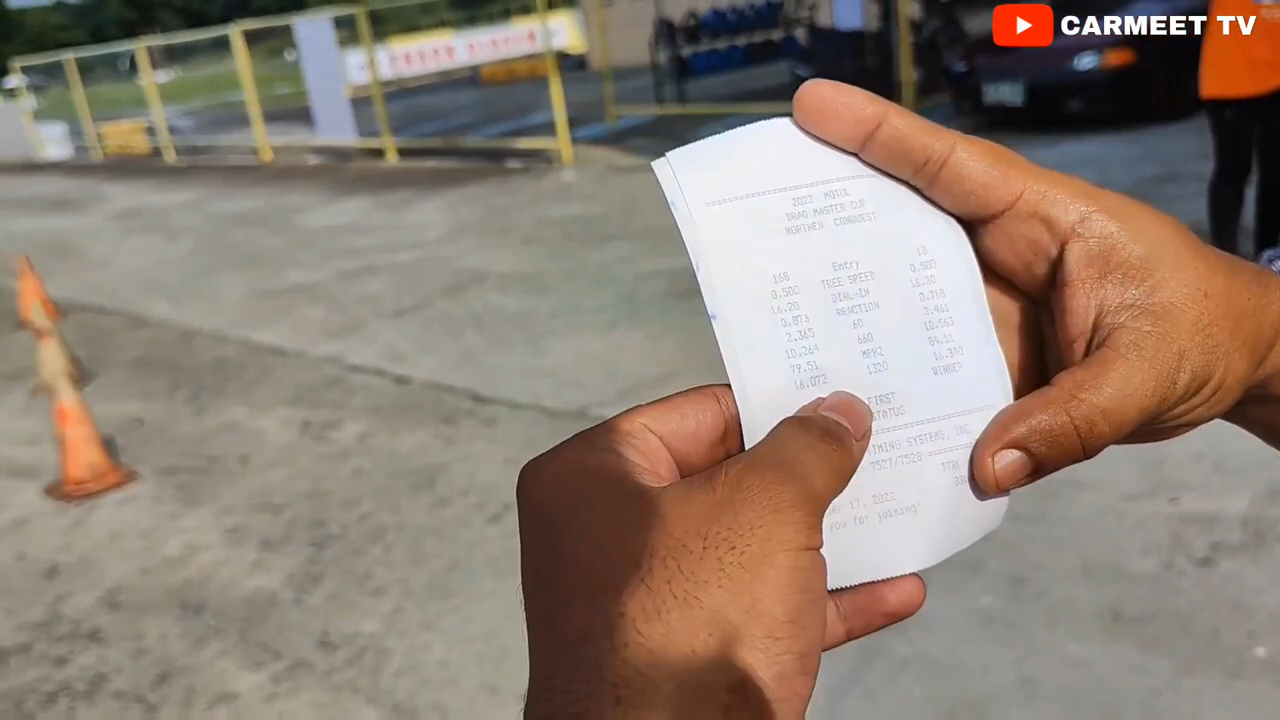 CARMEET TV
2022 MOTUL
DRAG MASTER CUP
NORTHEN CONQUEST
168 Entry 18
0.500 TREE SPEED 0.500
16.20 DIAL-IN 16.30
0.873 REACTION 0.718
2.365 60 2.961
10.269 660 10.563
79.51 MPH2 84.11
16.072 1320 16.340
WINNER
FIRST
STATUS
TIMING SYSTEMS, INC
7527/7528
17, 2022
you for joining!